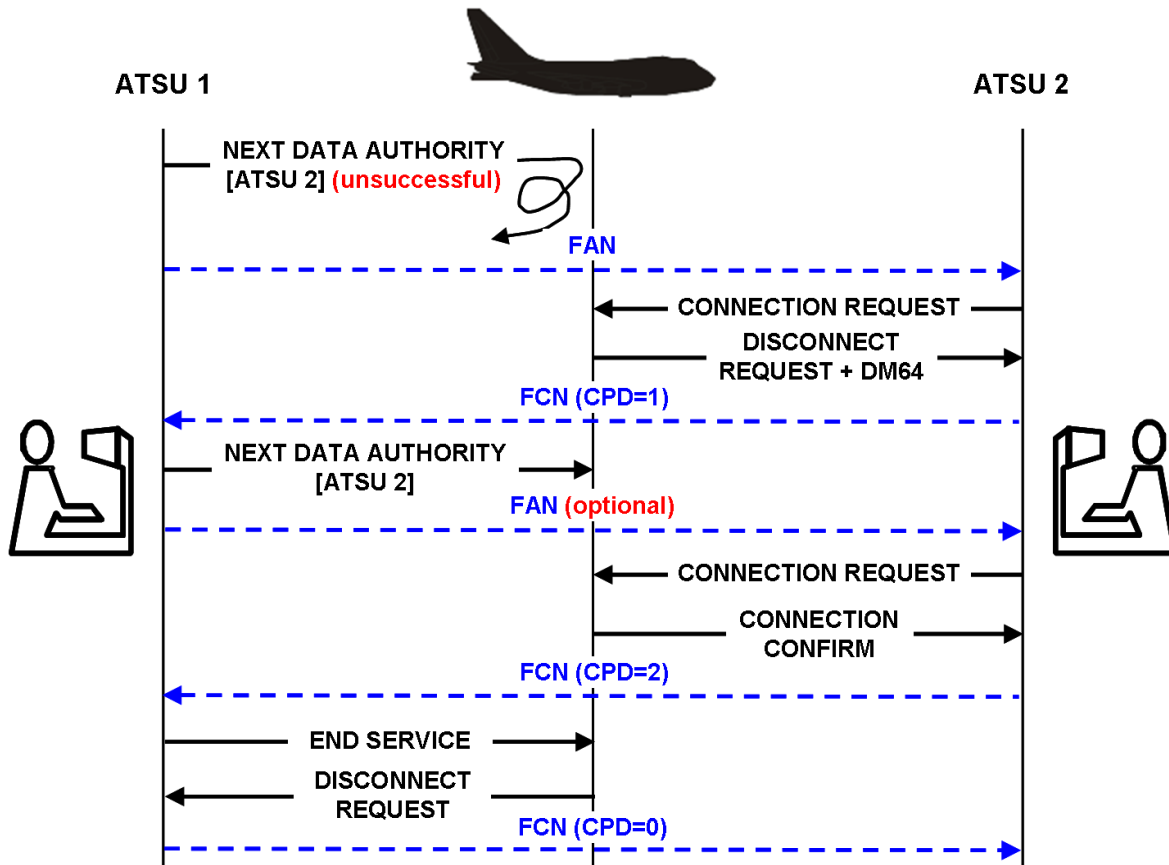 ATSU 1
ATSU 2
NEXT DATA AUTHORITY
[ATSU 2] (unsuccessful)
FAN
CONNECTION REQUEST
DISCONNECT
REQUEST + DM64
FCN (CPD=1)
NEXT DATA AUTHORITY
[ATSU 2]
FAN (optional)
CONNECTION REQUEST
CONNECTION
CONFIRM
FCN (CPD=2)
END SERVICE
DISCONNECT
REQUEST
FCN (CPD=0)